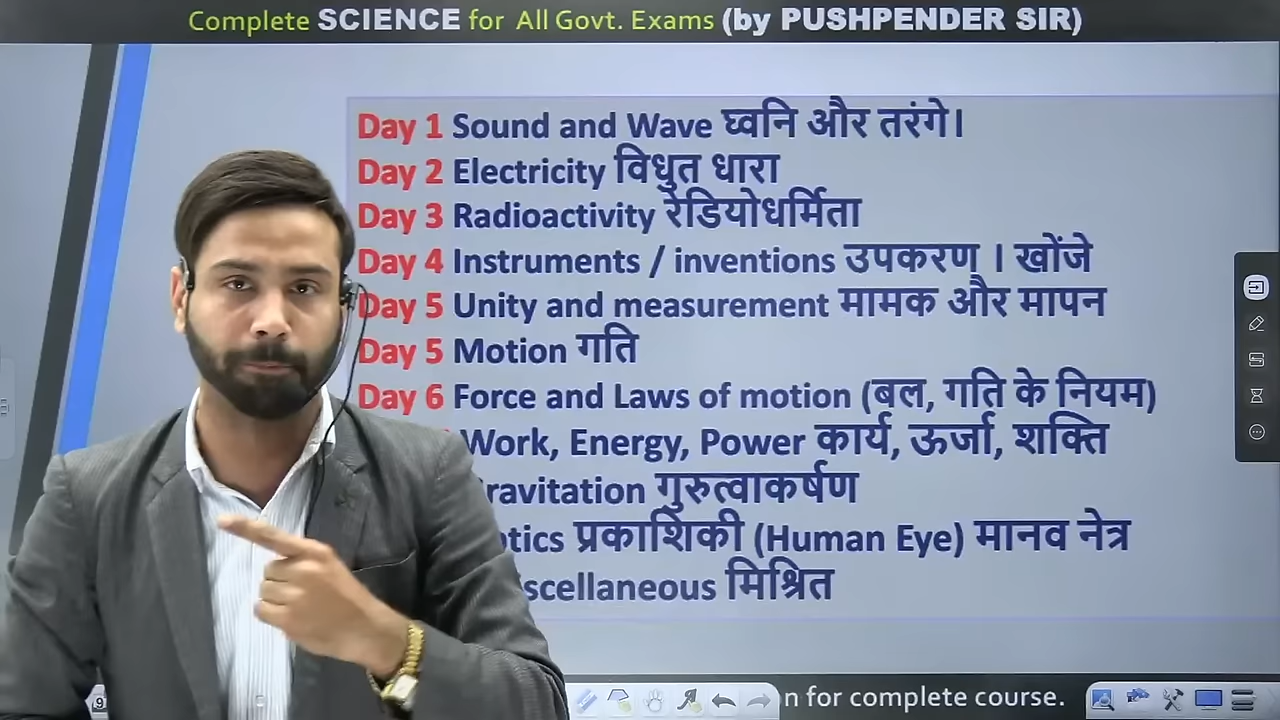 Complete SCIENCE for All Govt. Exams (by PUSHPENDER SIR)
Day 1 Sound and Wave घ्वनि और तरंगे।
Day 2 Electricity विधुत धारा
Day 3 Radioactivity रेडियोधर्मिता
Day 4 Instruments / inventions उपकरण । खोंजे
Day 5 Unity and measurement मामक और मापन
Day 5 Motion गति
Day 6 Force and Laws of motion (बल, गति के नियम)
Work, Energy, Power कार्य, ऊर्जा, शक्ति
ravitation गुरुत्वाकर्षण
tics प्रकाशिकी (Human Eye) मानव नेत्र
scellaneous मिश्रित
n for complete course.